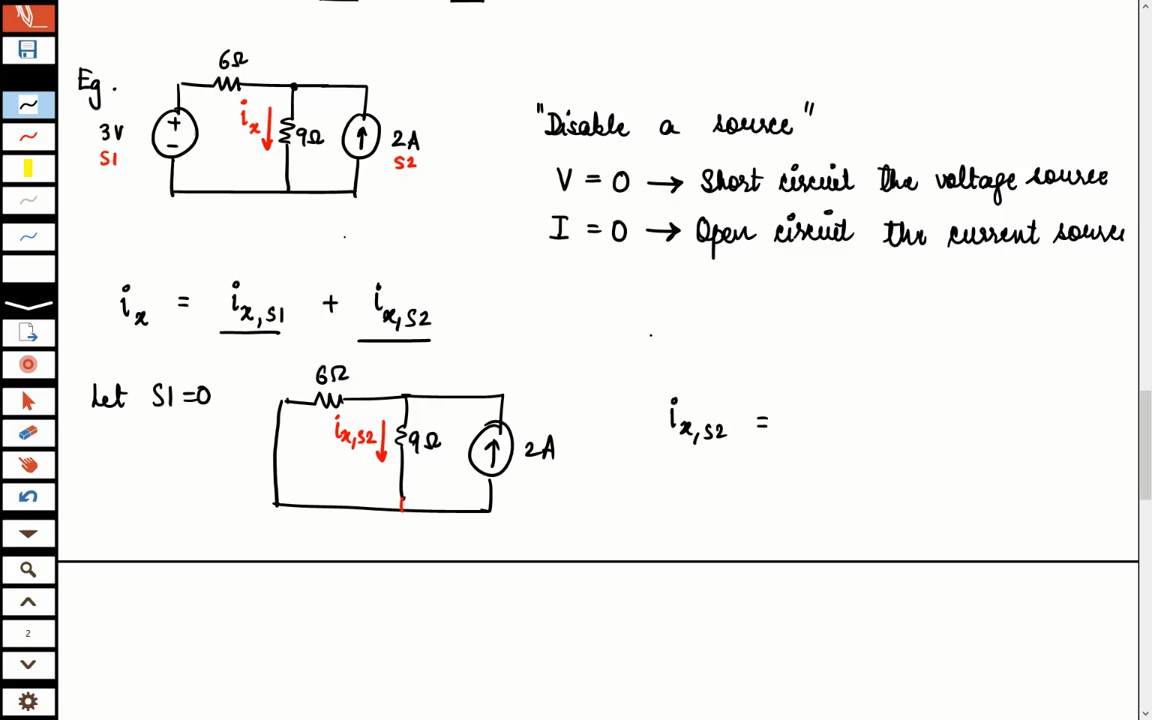 Eg.
6Ω
3V
S1
+
-
ix
9Ω
2A
S2
"Disable a source"
V = 0 → Short circuit the voltage source
I = 0 → Open circuit the current source
ix = ix,S1 + ix,S2
Let S1 = 0
6Ω
ix,S2
9Ω
2A
ix,S2 =
2